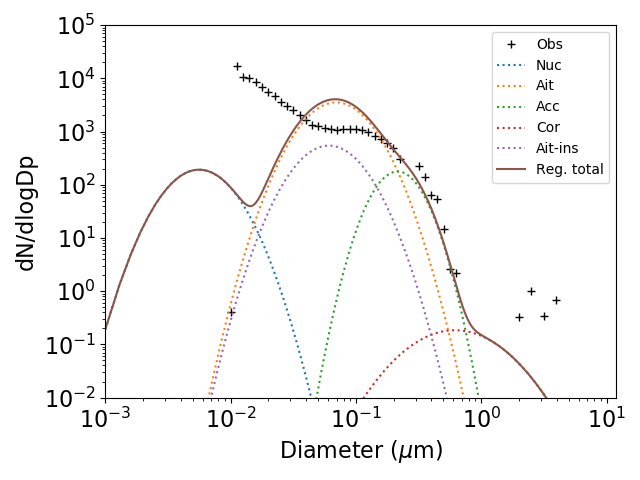 10^5
10^4
10^3
10^2
10^1
10^0
10^-1
10^-2
dN/dlogDp
10^-3 10^-2 10^-1 10^0 10^1
Diameter (μm)
Obs
Nuc
Ait
Acc
Cor
Ait-ins
Reg. total